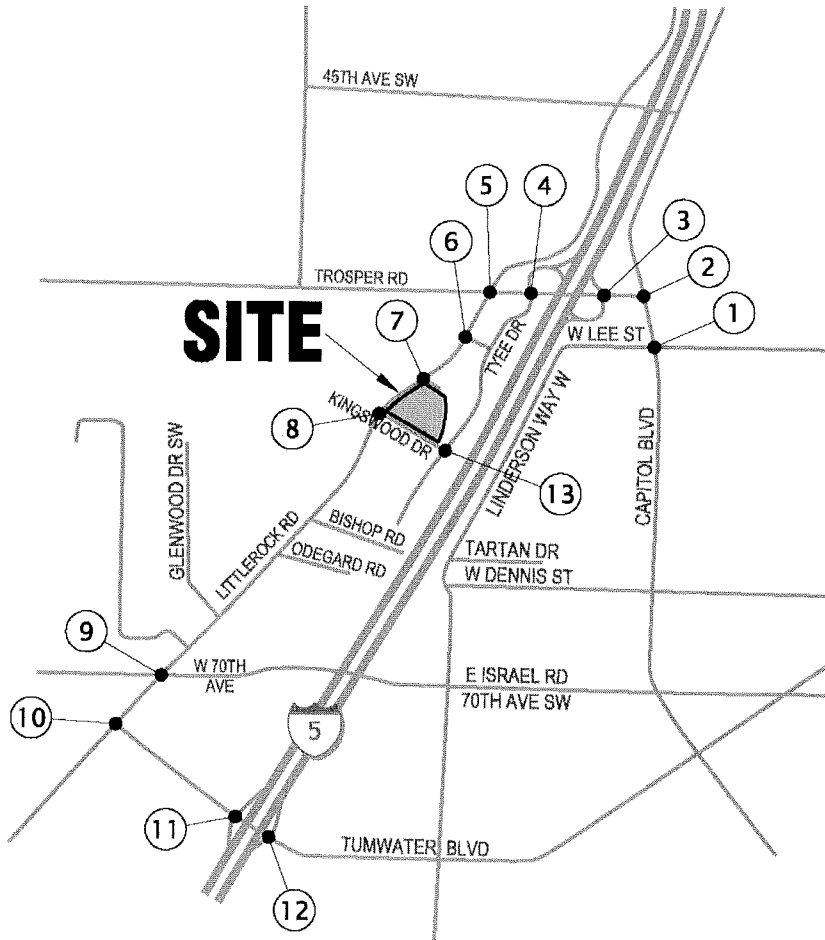 45TH AVE SW
5
4
3
6
2
TROSPER RD
7
1
SITE
W LEE ST
TYEE DR
KINGSWOOD DR
8
LINDERSON WAY W
13
CAPITOL BLVD
GLENWOOD DR SW
LITTLEROCK RD
BISHOP RD
ODEGARD RD
TARTAN DR
W DENNIS ST
9
W 70TH
AVE
E ISRAEL RD
70TH AVE SW
10
5
11
TUMWATER BLVD
12